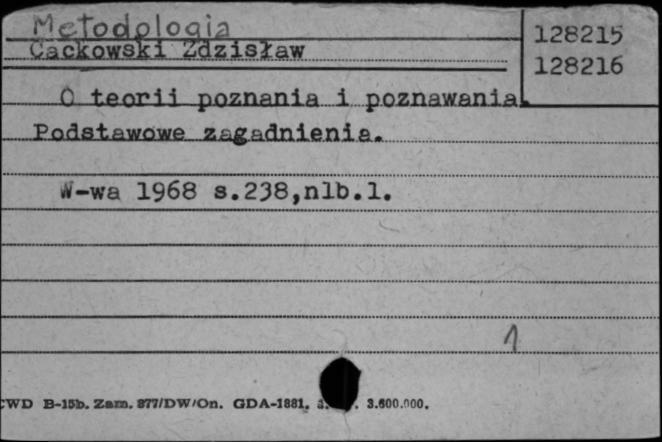 Metodologia
Cackowski Zdzisław
128215
128216
O teorii poznania i poznawania.
Podstawowe zagadnienia.
W-wa 1968 s.238,nlb.1.
1
CWD B-15b. Zam. 877/DW/On. GDA-1881. 3.600.000.